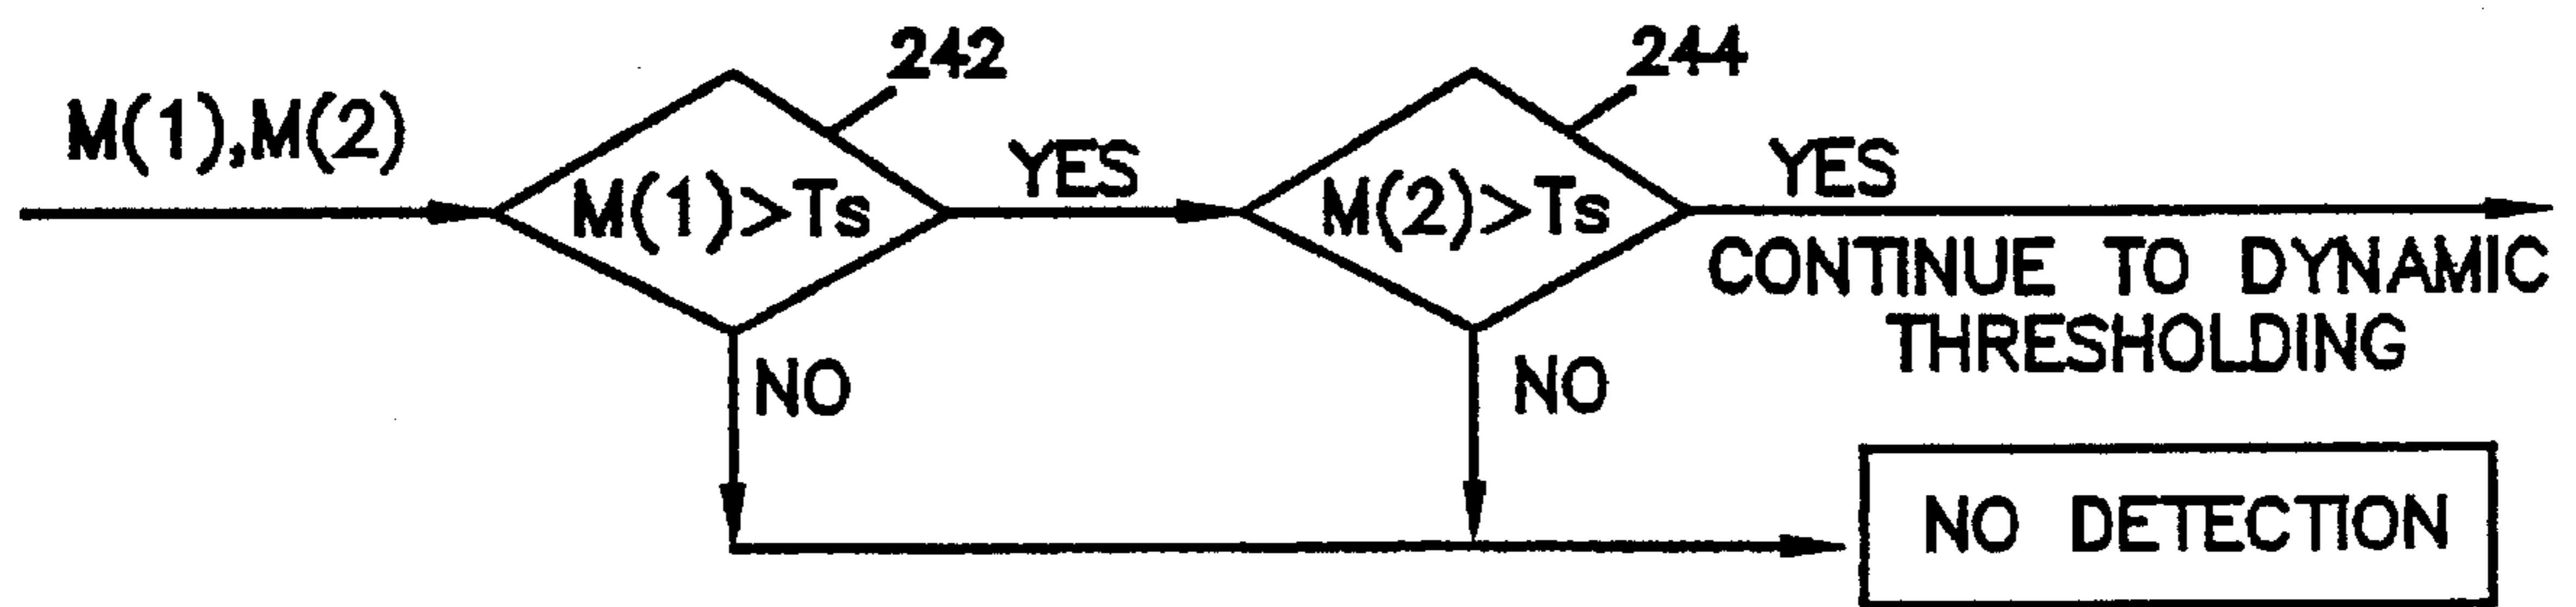 242
244
M(1),M(2)
M(1)>Ts
YES
M(2)>Ts
YES
CONTINUE TO DYNAMIC
THRESHOLDING
NO
NO
NO DETECTION